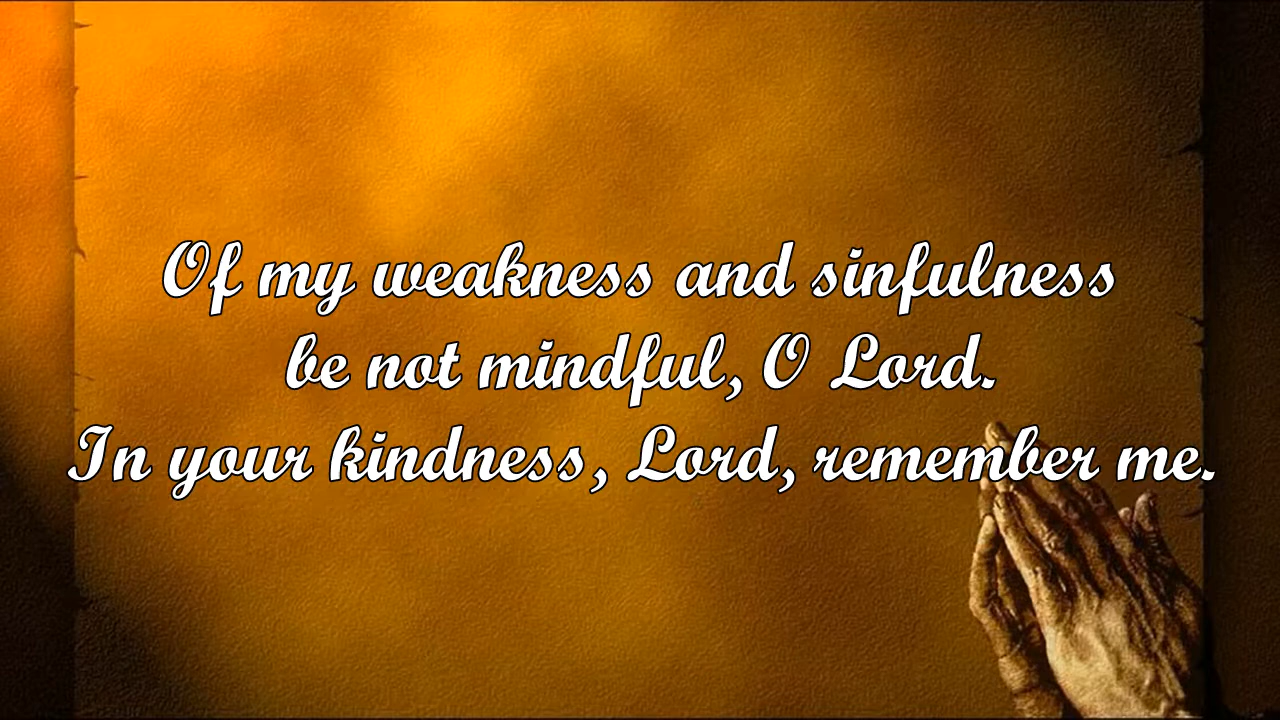 Of my weakness and sinfulness
be not mindful, O Lord.
In your kindness, Lord, remember me.